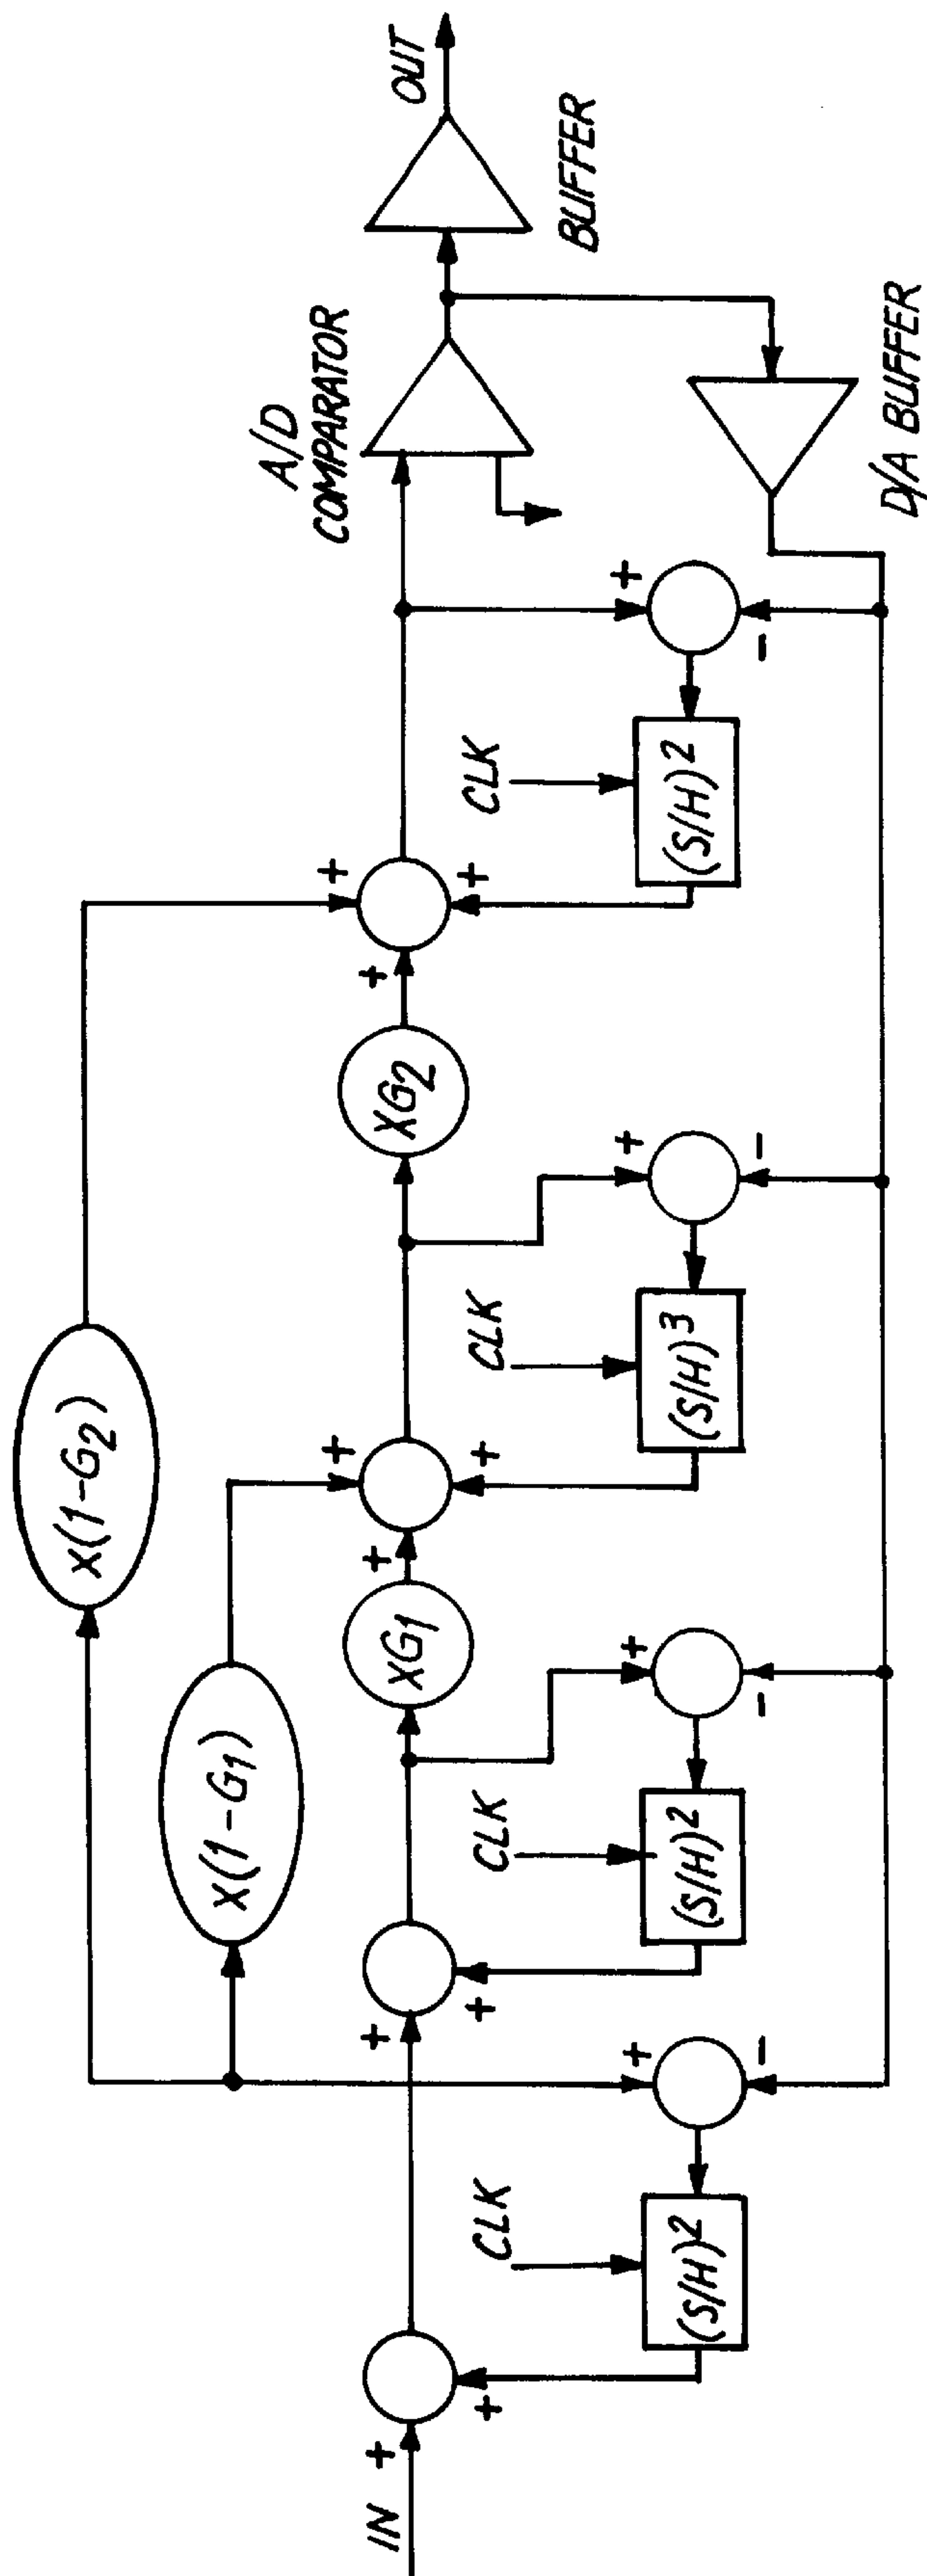 X(1-G2)
X(1-G1)
A/D
COMPARATOR
OUT
IN
+
+
+
+
XG1
+
+
+
XG2
+
+
+
BUFFER
CLK
CLK
CLK
CLK
(S/H)2
+
-
(S/H)2
+
-
(S/H)3
+
-
(S/H)2
+
-
D/A BUFFER